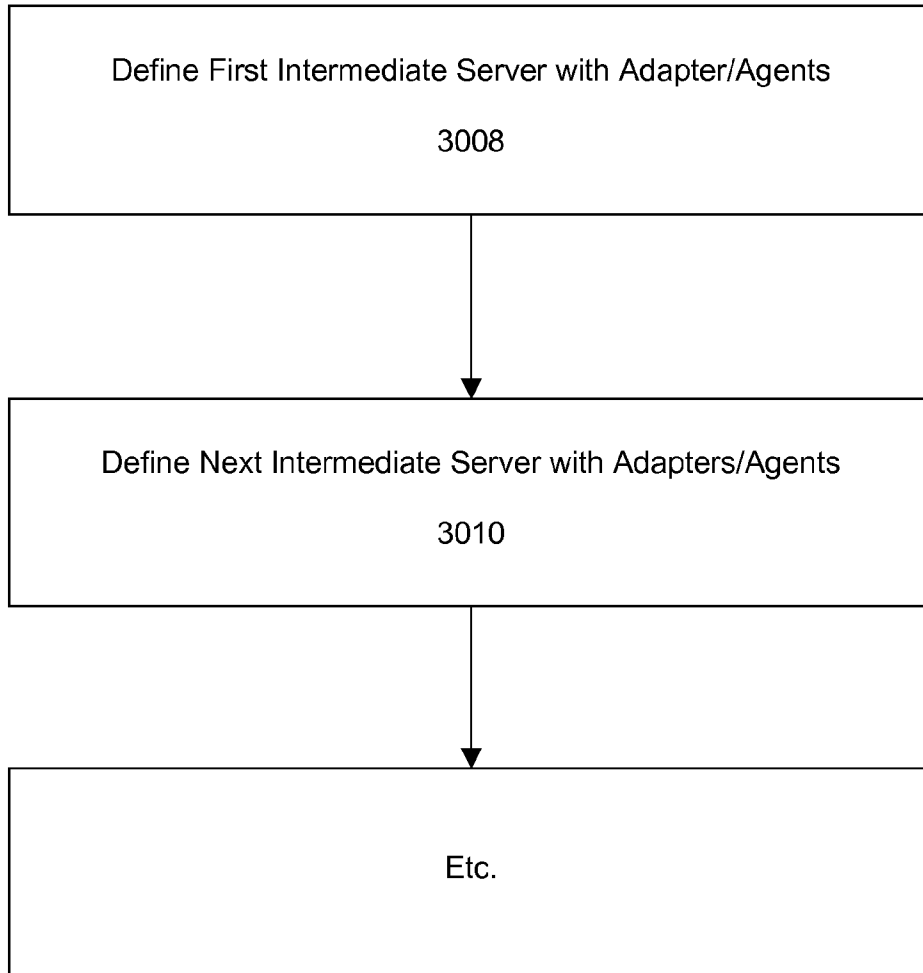 Define First Intermediate Server with Adapter/Agents
3008
Define Next Intermediate Server with Adapters/Agents
3010
Etc.